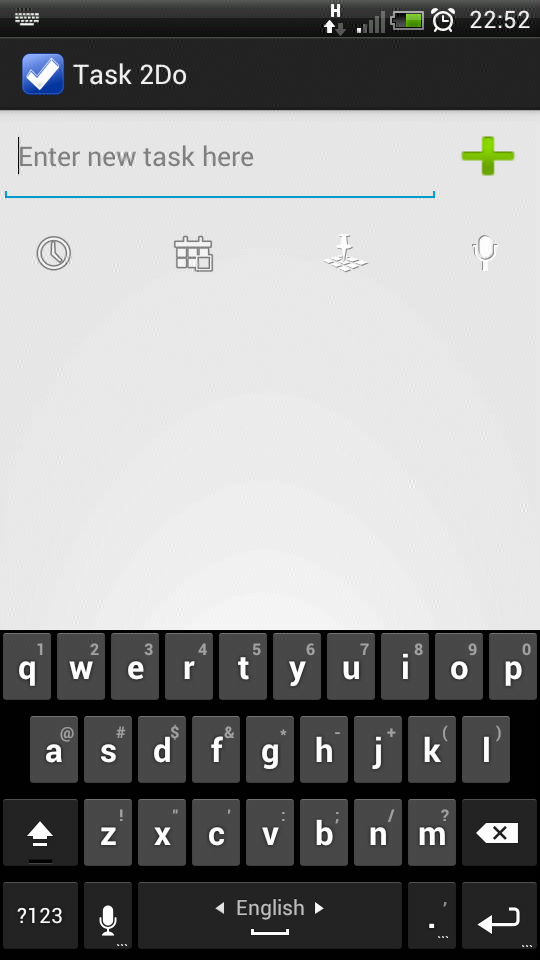 H 22:52
Task 2Do
Enter new task here
1 2 3 4 5 6 7 8 9 0
q w e r t y u i o p
@ # $ & * - + ( )
a s d f g h j k l
! " ' : ; / ?
z x c v b n m
?123 English . ,